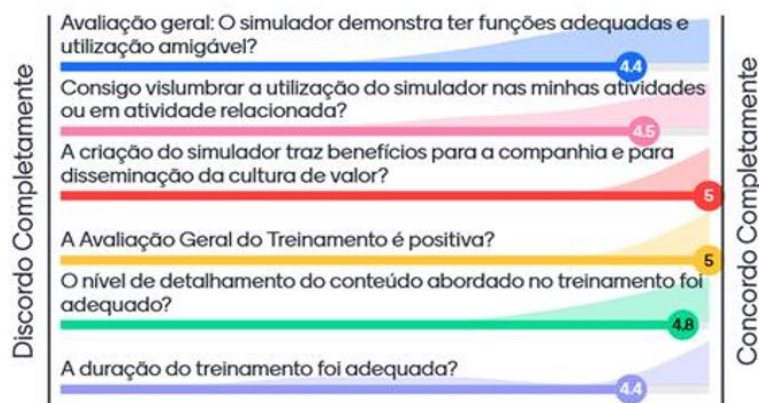 Discordo Completamente
Avaliação geral: O simulador demonstra ter funções adequadas e
utilização amigável?
4.4
Consigo vislumbrar a utilização do simulador nas minhas atividades
ou em atividade relacionada?
4.5
A criação do simulador traz benefícios para a companhia e para
disseminação da cultura de valor?
5
A Avaliação Geral do Treinamento é positiva?
5
O nível de detalhamento do conteúdo abordado no treinamento foi
adequado?
4.8
A duração do treinamento foi adequada?
4.4
Concordo Completamente